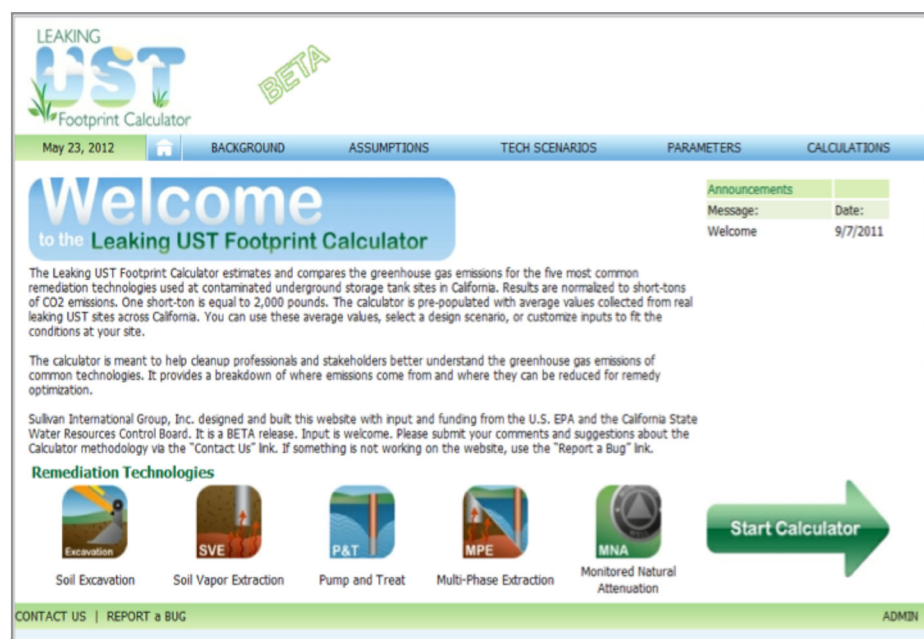 LEAKING
UST
Footprint Calculator
BETA
May 23, 2012 BACKGROUND ASSUMPTIONS TECH SCENARIOS PARAMETERS CALCULATIONS
Welcome
to the Leaking UST Footprint Calculator
Announcements
Message: Date:
Welcome 9/7/2011
The Leaking UST Footprint Calculator estimates and compares the greenhouse gas emissions for the five most common
remediation technologies used at contaminated underground storage tank sites in California. Results are normalized to short-tons
of CO2 emissions. One short-ton is equal to 2,000 pounds. The calculator is pre-populated with average values collected from real
leaking UST sites across California. You can use these average values, select a design scenario, or customize inputs to fit the
conditions at your site.
The calculator is meant to help cleanup professionals and stakeholders better understand the greenhouse gas emissions of
common technologies. It provides a breakdown of where emissions come from and where they can be reduced for remedy
optimization.
Sullivan International Group, Inc. designed and built this website with input and funding from the U.S. EPA and the California State
Water Resources Control Board. It is a BETA release. Input is welcome. Please submit your comments and suggestions about the
Calculator methodology via the "Contact Us" link. If something is not working on the website, use the "Report a Bug" link.
Remediation Technologies
Excavation SVE P&T MPE MNA
Start Calculator
Soil Excavation Soil Vapor Extraction Pump and Treat Multi-Phase Extraction Monitored Natural
Attenuation
CONTACT US | REPORT a BUG ADMIN